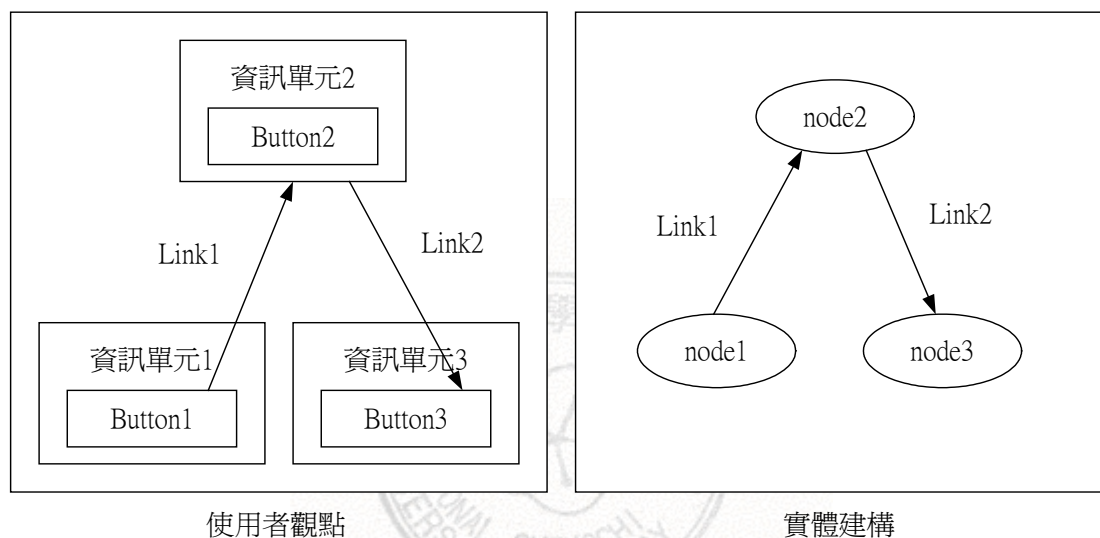 資訊單元2
Button2
Link1
Link2
資訊單元1
Button1
資訊單元3
Button3
使用者觀點
node2
Link1
Link2
node1
node3
實體建構
學